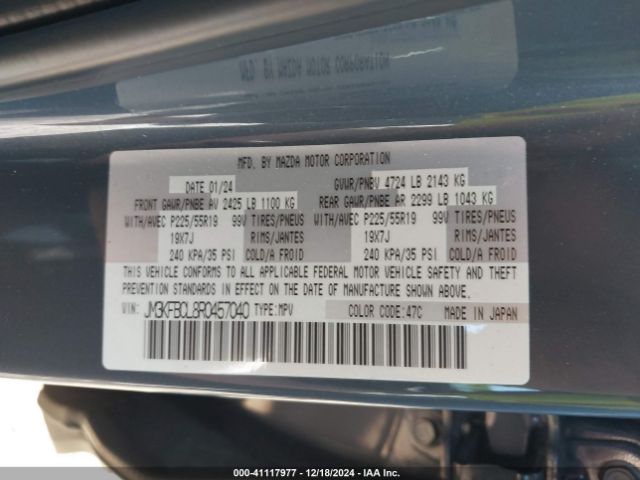 MFD. BY MAZDA MOTOR CORPORATION
DATE 01/24 GVWR/PNBV 4724 LB 2143 KG
FRONT GAWR/PNBE AV 2425 LB 1100 KG REAR GAWR/PNBE AR 2299 LB 1043 KG
WITH/AVEC P225/55R19 99V TIRES/PNEUS WITH/AVEC P225/55R19 99V TIRES/PNEUS
19X7J RIMS/JANTES 19X7J RIMS/JANTES
240 KPA/35 PSI COLD/A FROID 240 KPA/35 PSI COLD/A FROID
THIS VEHICLE CONFORMS TO ALL APPLICABLE FEDERAL MOTOR VEHICLE SAFETY AND THEFT
PREVENTION STANDARDS IN EFFECT ON THE DATE OF MANUFACTURE SHOWN ABOVE.
VIN: JM3KFBCL8R0457040 TYPE:MPV COLOR CODE:47C MADE IN JAPAN
000-41117977 - 12/18/2024 - IAA Inc.